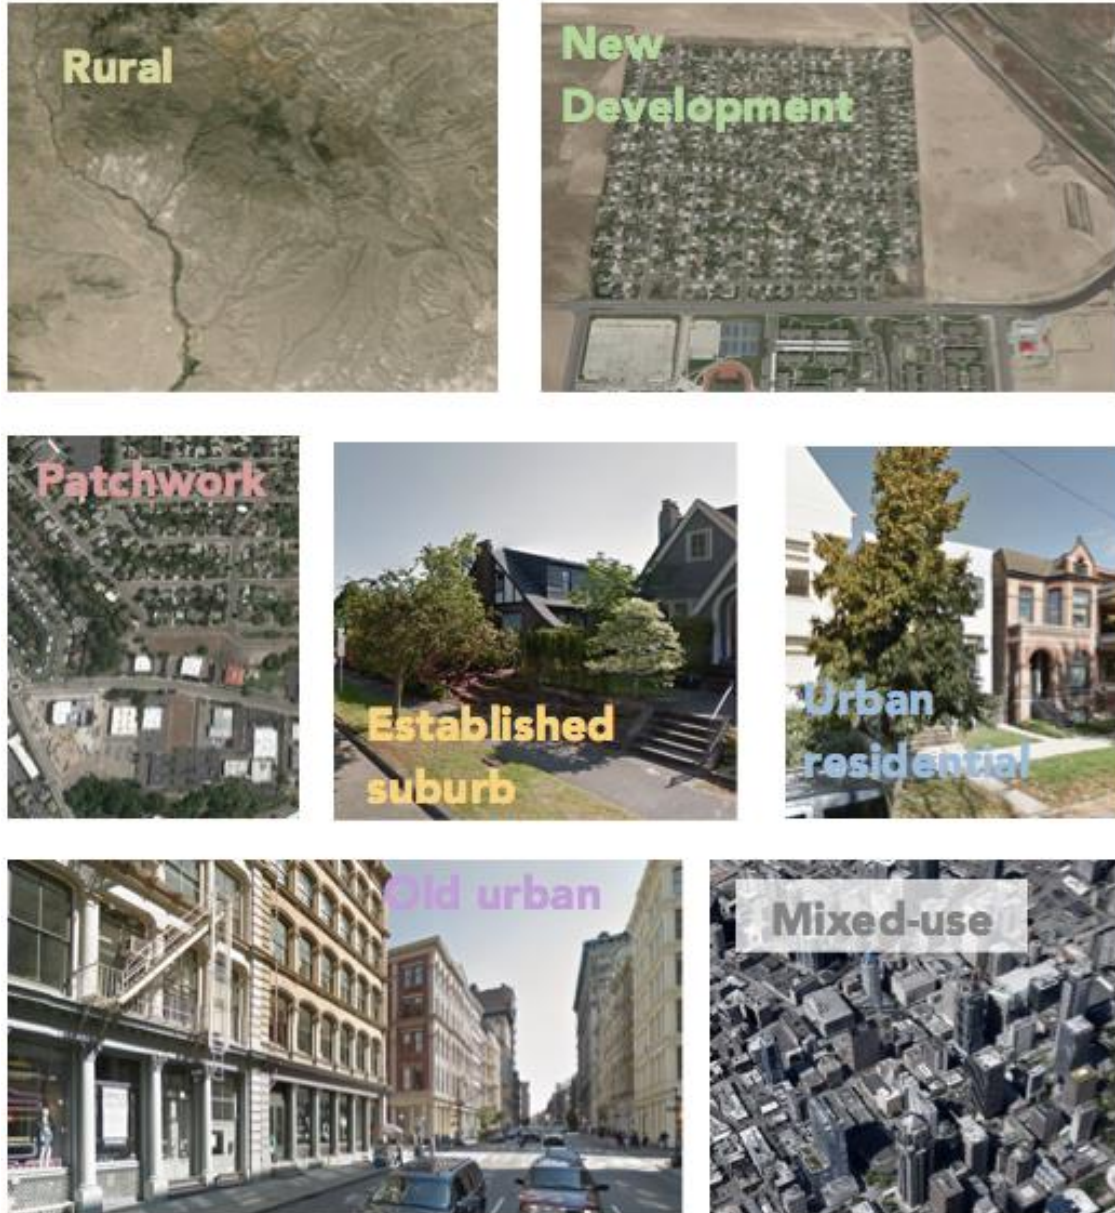 Rural
New
Development
Patchwork
Established
suburb
Urban
residential
Old urban
Mixed-use